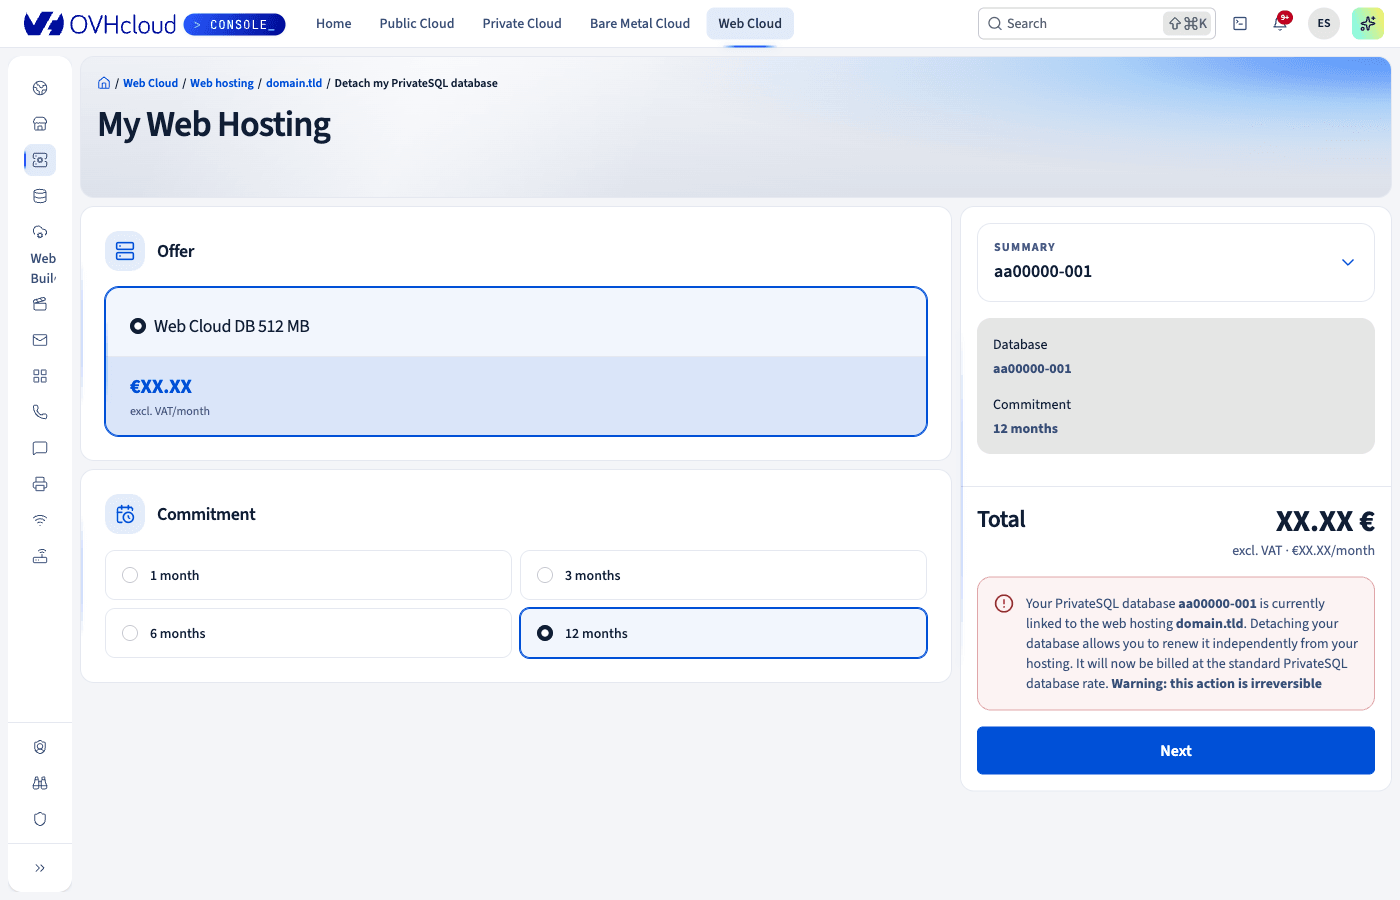 OVHcloud
> CONSOLE_
Home
Public Cloud
Private Cloud
Bare Metal Cloud
Web Cloud
Search
⇧⌘K
9+
ES
/ Web Cloud / Web hosting / domain.tld / Detach my PrivateSQL database
My Web Hosting
Web
Offer
Web Cloud DB 512 MB
€XX.XX
excl. VAT/month
Commitment
1 month
3 months
6 months
12 months
SUMMARY
aa00000-001
Database
aa00000-001
Commitment
12 months
Total
XX.XX €
excl. VAT · €XX.XX/month
Your PrivateSQL database aa00000-001 is currently
linked to the web hosting domain.tld. Detaching your
database allows you to renew it independently from your
hosting. It will now be billed at the standard PrivateSQL
database rate. Warning: this action is irreversible
Next